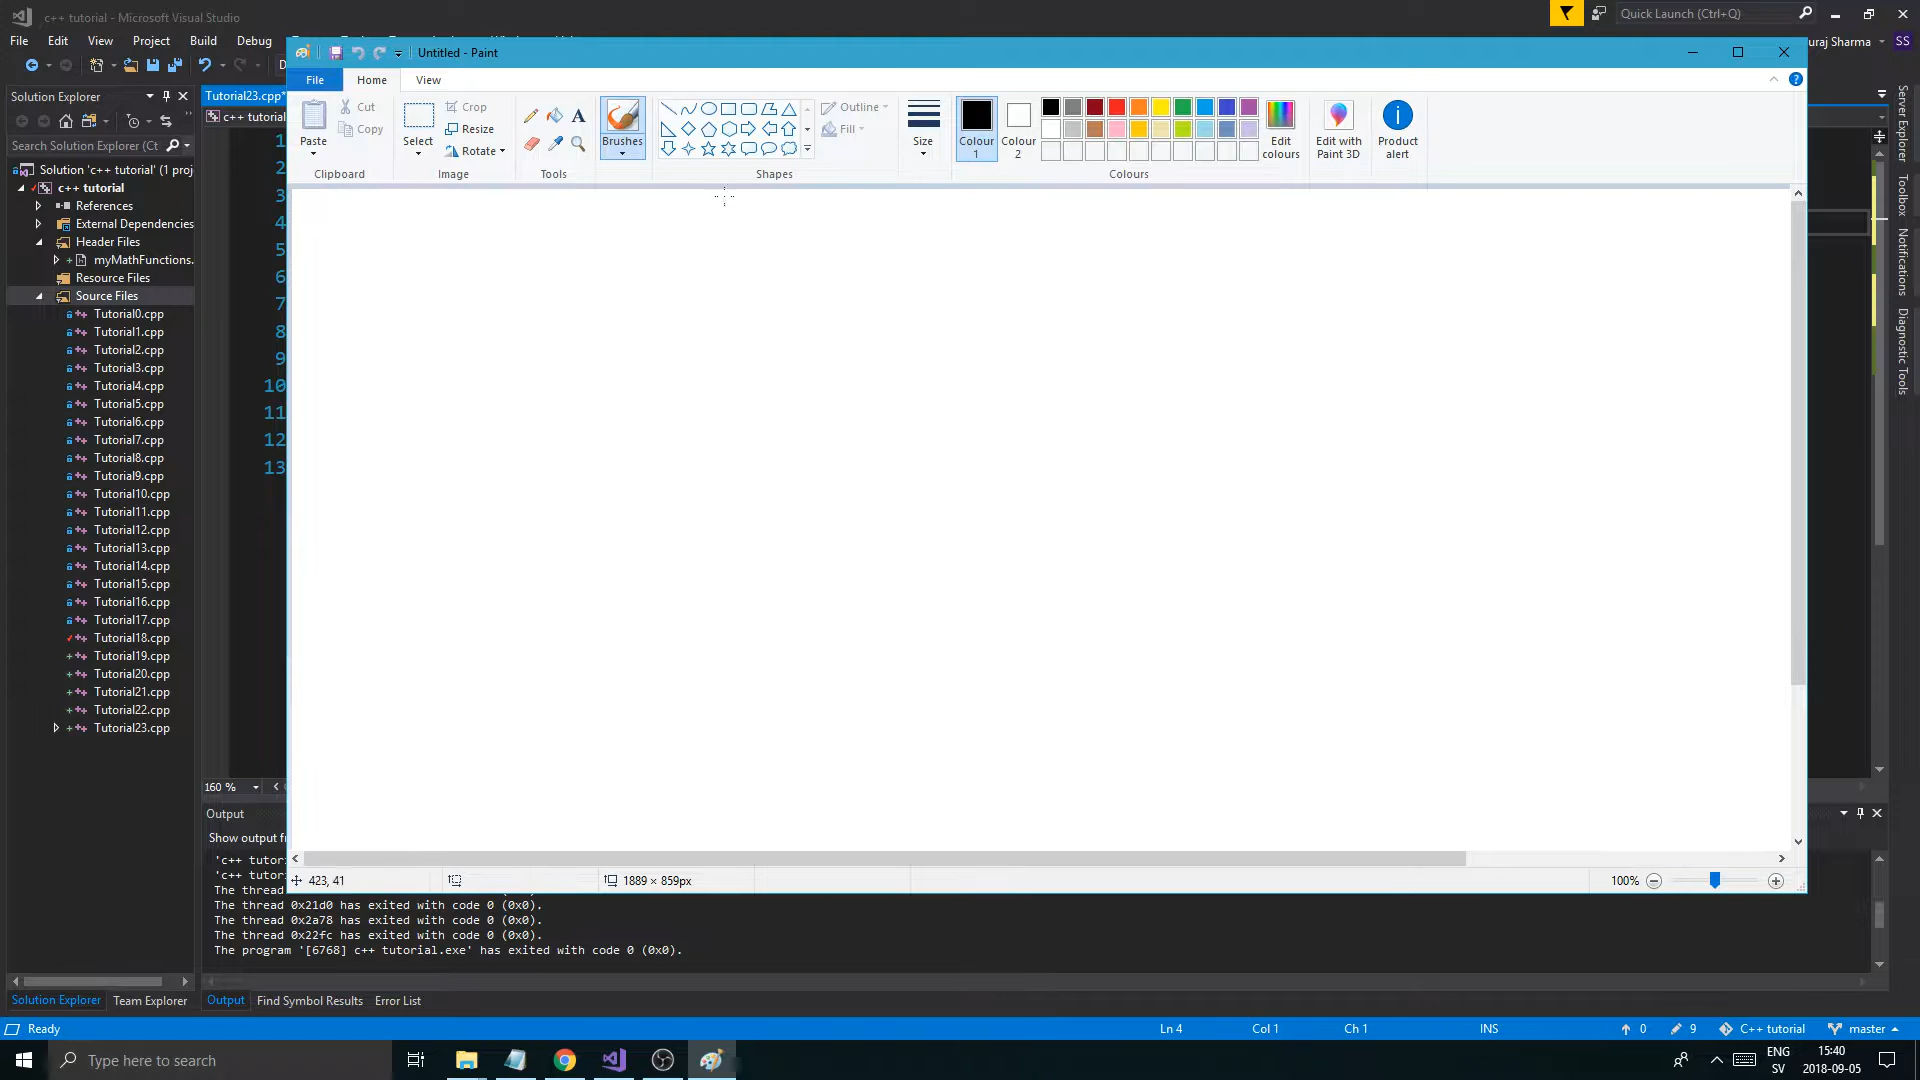 c++ tutorial - Microsoft Visual Studio
Quick Launch (Ctrl+Q)
File Edit View Project Build Debug
uraj Sharma SS
Untitled - Paint
File Home View
Paste
Cut
Copy
Clipboard
Select
Crop
Resize
Rotate
Image
Tools
Brushes
Shapes
Outline
Fill
Size
Colour 1
Colour 2
Edit colours
Colours
Edit with Paint 3D
Product alert
Solution Explorer
Search Solution Explorer (Ct
Solution 'c++ tutorial' (1 proj
c++ tutorial
References
External Dependencies
Header Files
myMathFunctions.
Resource Files
Source Files
Tutorial0.cpp
Tutorial1.cpp
Tutorial2.cpp
Tutorial3.cpp
Tutorial4.cpp
Tutorial5.cpp
Tutorial6.cpp
Tutorial7.cpp
Tutorial8.cpp
Tutorial9.cpp
Tutorial10.cpp
Tutorial11.cpp
Tutorial12.cpp
Tutorial13.cpp
Tutorial14.cpp
Tutorial15.cpp
Tutorial16.cpp
Tutorial17.cpp
Tutorial18.cpp
Tutorial19.cpp
Tutorial20.cpp
Tutorial21.cpp
Tutorial22.cpp
Tutorial23.cpp
Tutorial23.cpp*
c++ tutorial
1
2
3
4
5
6
7
8
9
10
11
12
13
160 %
Server Explorer
Toolbox
Notifications
Diagnostic Tools
423, 41
1889 × 859px
100%
Output
Show output f
'c++ tutor
'c++ tutor
The thread
The thread 0x21d0 has exited with code 0 (0x0).
The thread 0x2a78 has exited with code 0 (0x0).
The thread 0x22fc has exited with code 0 (0x0).
The program '[6768] c++ tutorial.exe' has exited with code 0 (0x0).
Solution Explorer Team Explorer
Output Find Symbol Results Error List
Ready Ln 4 Col 1 Ch 1 INS 0 9 C++ tutorial master
Type here to search
ENG
SV
15:40
2018-09-05